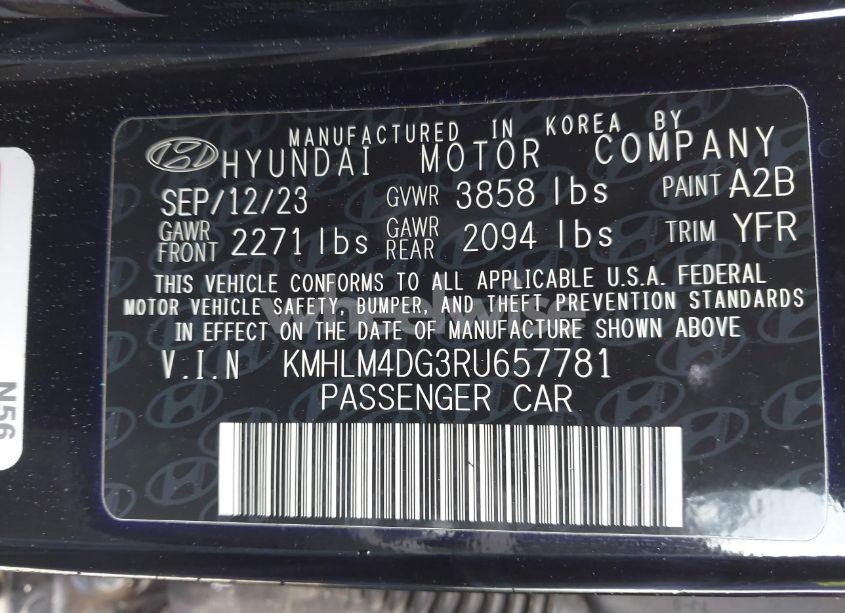 MANUFACTURED IN KOREA BY
HYUNDAI MOTOR COMPANY
SEP/12/23 GVWR 3858 lbs PAINT A2B
GAWR FRONT 2271 lbs GAWR REAR 2094 lbs TRIM YFR
THIS VEHICLE CONFORMS TO ALL APPLICABLE U.S.A. FEDERAL
MOTOR VEHICLE SAFETY, BUMPER, AND THEFT PREVENTION STANDARDS
IN EFFECT ON THE DATE OF MANUFACTURE SHOWN ABOVE
V.I.N KMHLM4DG3RU657781
PASSENGER CAR
N56